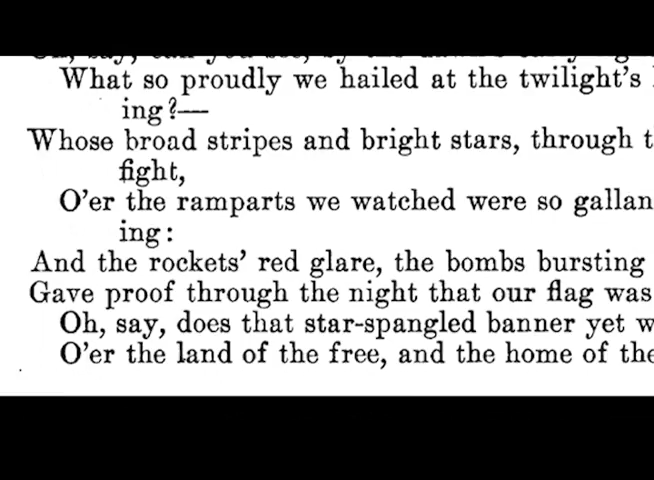 What so proudly we hailed at the twilight's
ing?—
Whose broad stripes and bright stars, through
fight,
O'er the ramparts we watched were so gallan
ing:
And the rockets' red glare, the bombs bursting
Gave proof through the night that our flag was
Oh, say, does that star-spangled banner yet w
O'er the land of the free, and the home of the